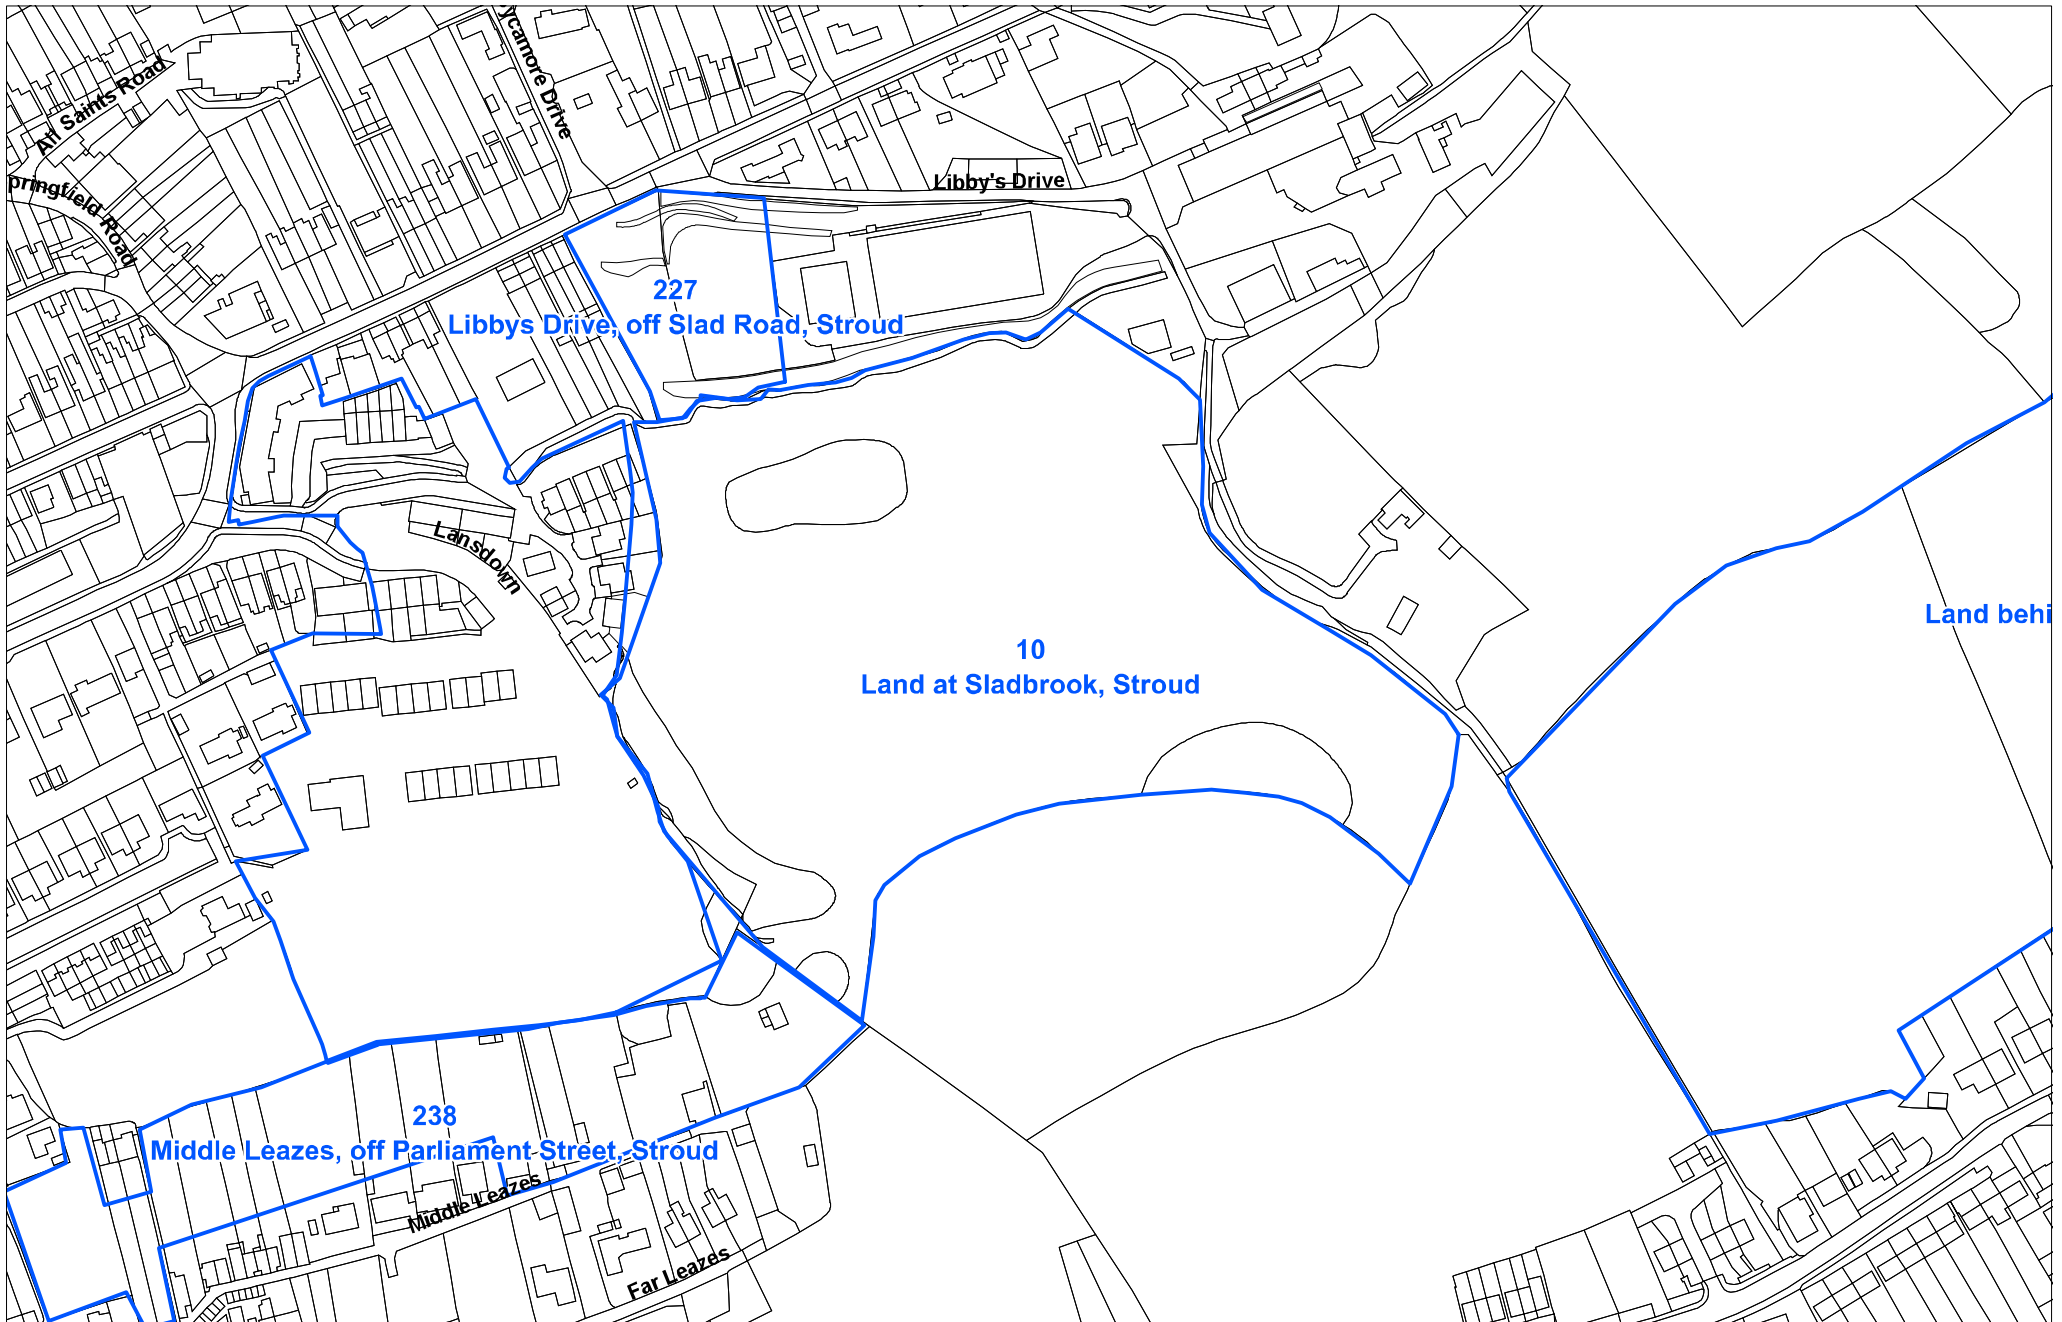 ycamore Drive
All Saints Road
pringfield Road
Libby's Drive
227
Libbys Drive, off Slad Road, Stroud
Lansdown
Land behi
10
Land at Sladbrook, Stroud
238
Middle Leazes, off Parliament Street, Stroud
Middle Leazes
Far Leazes